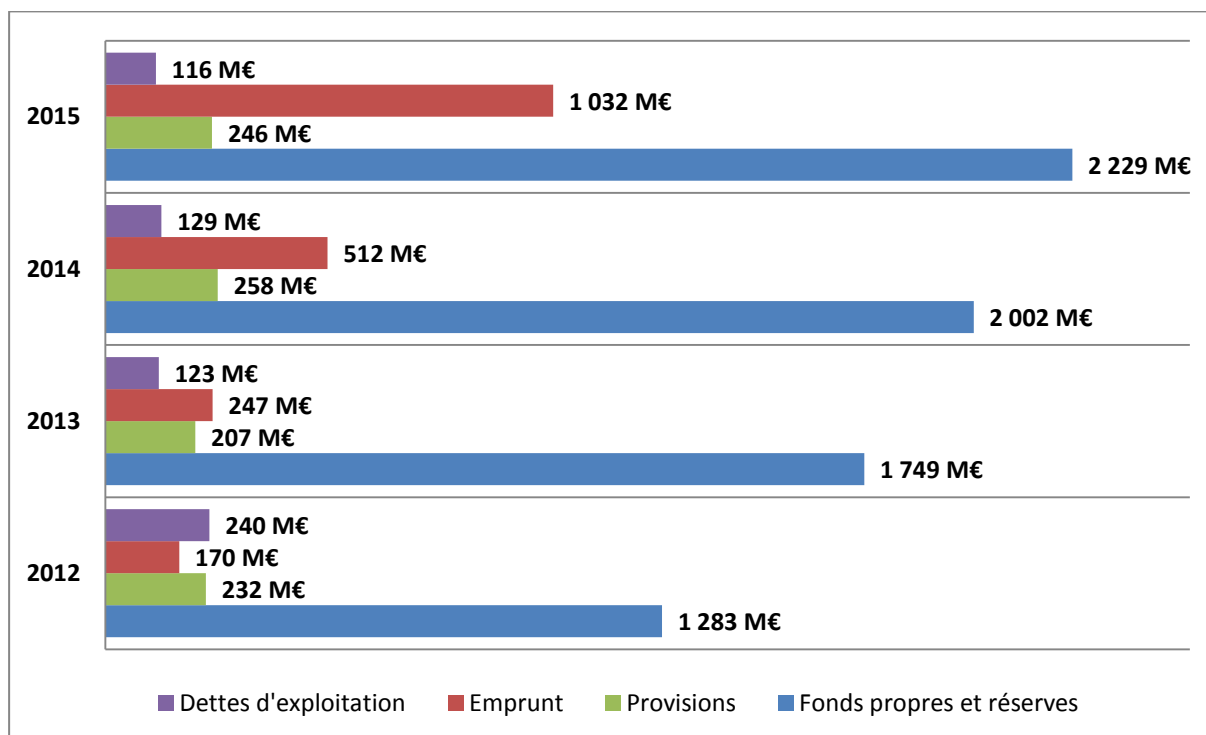 116 M€
1 032 M€
2015
246 M€
2 229 M€
129 M€
512 M€
2014
258 M€
2 002 M€
123 M€
247 M€
2013
207 M€
1 749 M€
240 M€
170 M€
2012
232 M€
1 283 M€
Dettes d'exploitation Emprunt Provisions Fonds propres et réserves